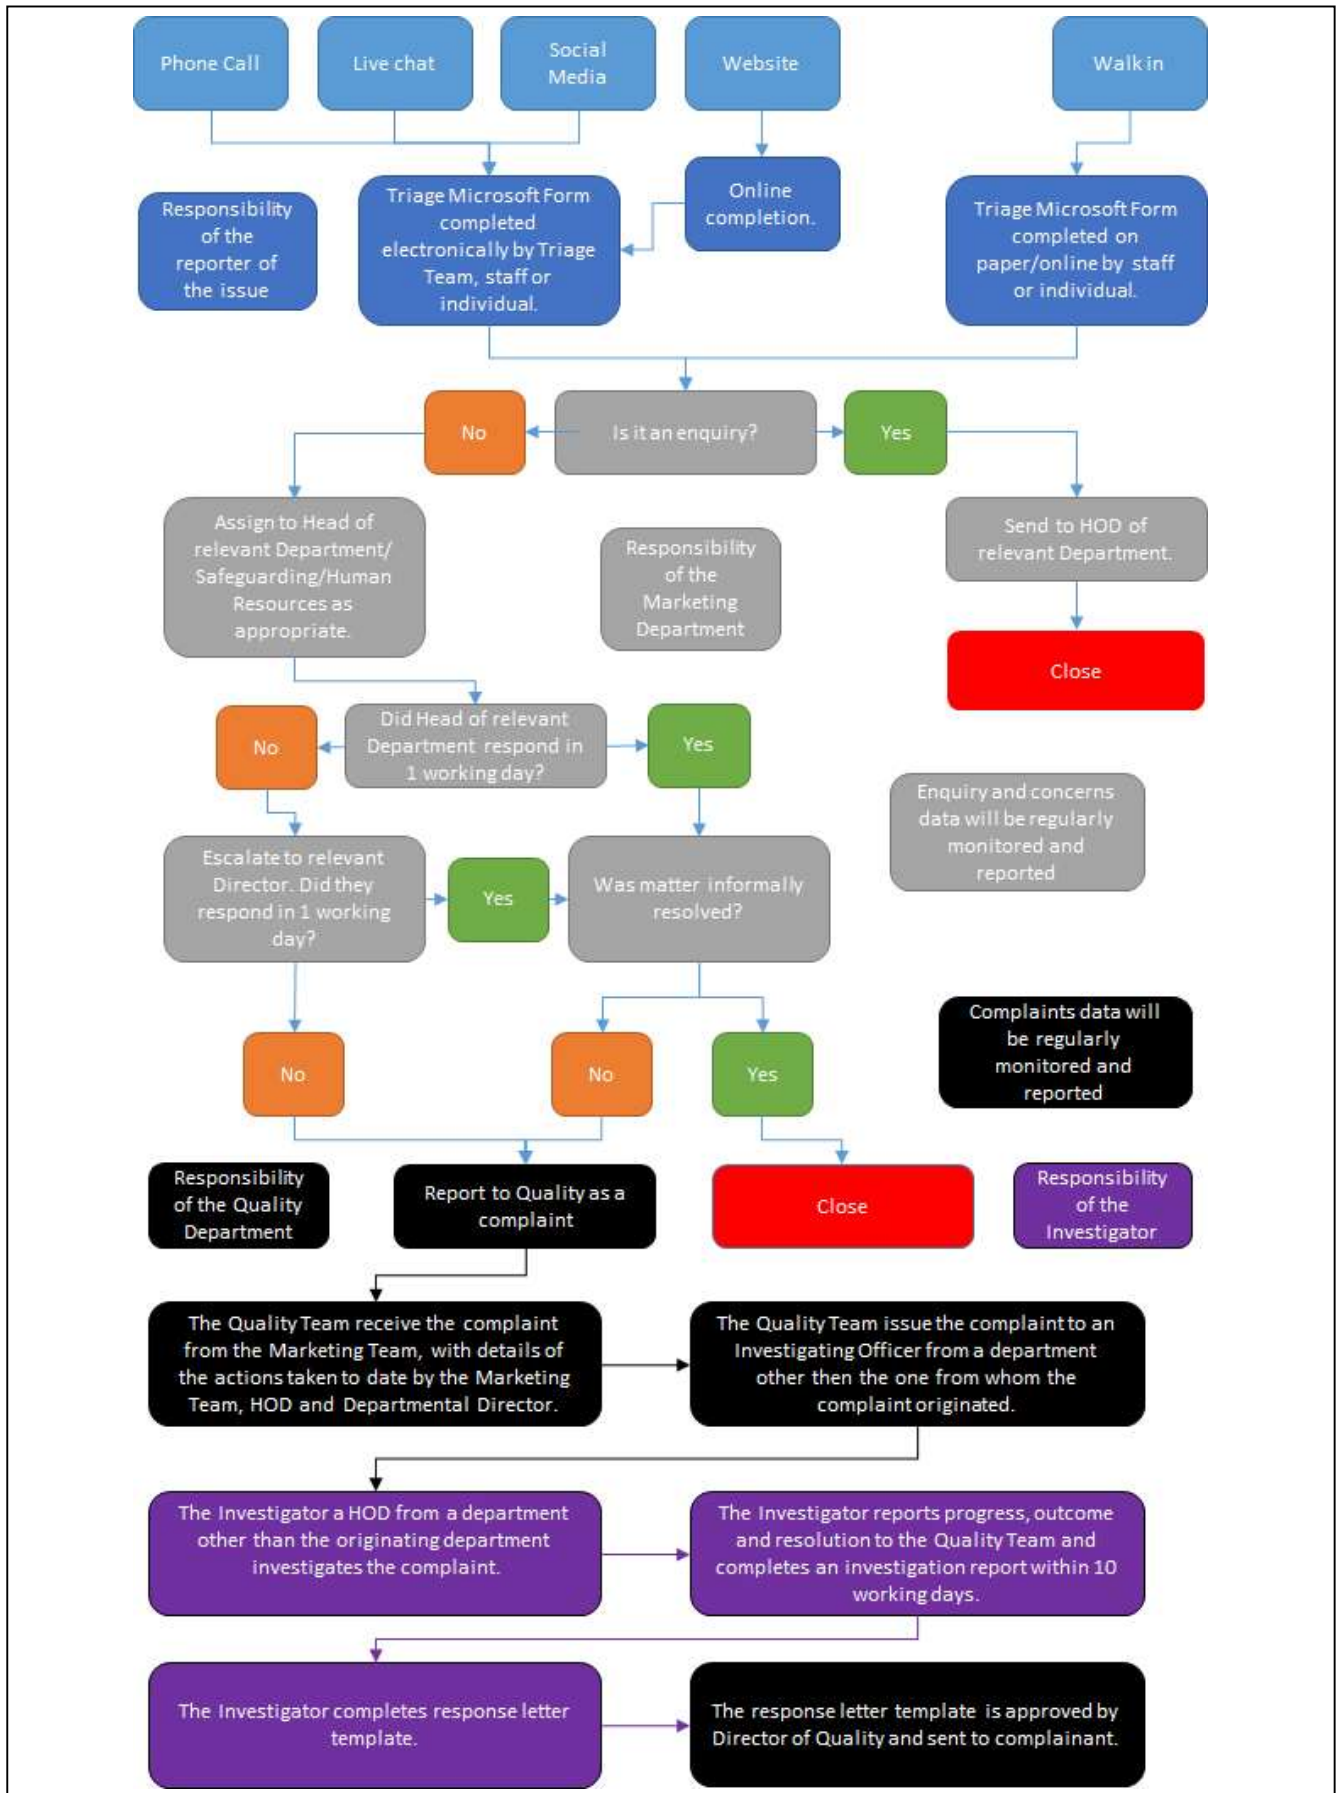 Phone Call
Live chat
Social
Media
Website
Walk in
Responsibility
of the
reporter of
the issue
Triage Microsoft Form
completed
electronically by Triage
Team, staff or
individual.
Online
completion.
Triage Microsoft Form
completed on
paper/online by staff
or individual.
No
Is it an enquiry?
Yes
Assign to Head of
relevant Department/
Safeguarding/Human
Resources as
appropriate.
Responsibility
of the
Marketing
Department
Send to HOD of
relevant Department.
Close
No
Did Head of relevant
Department respond in
1 working day?
Yes
Enquiry and concerns
data will be regularly
monitored and
reported
Escalate to relevant
Director. Did they
respond in 1 working
day?
Yes
Was matter informally
resolved?
Complaints data will
be regularly
monitored and
reported
No
No
Yes
Responsibility
of the Quality
Department
Report to Quality as a
complaint
Close
Responsibility
of the
Investigator
The Quality Team receive the complaint
from the Marketing Team, with details of
the actions taken to date by the Marketing
Team, HOD and Departmental Director.
The Quality Team issue the complaint to an
Investigating Officer from a department
other then the one from whom the
complaint originated.
The Investigator a HOD from a department
other than the originating department
investigates the complaint.
The Investigator reports progress, outcome
and resolution to the Quality Team and
completes an investigation report within 10
working days.
The Investigator completes response letter
template.
The response letter template is approved by
Director of Quality and sent to complainant.